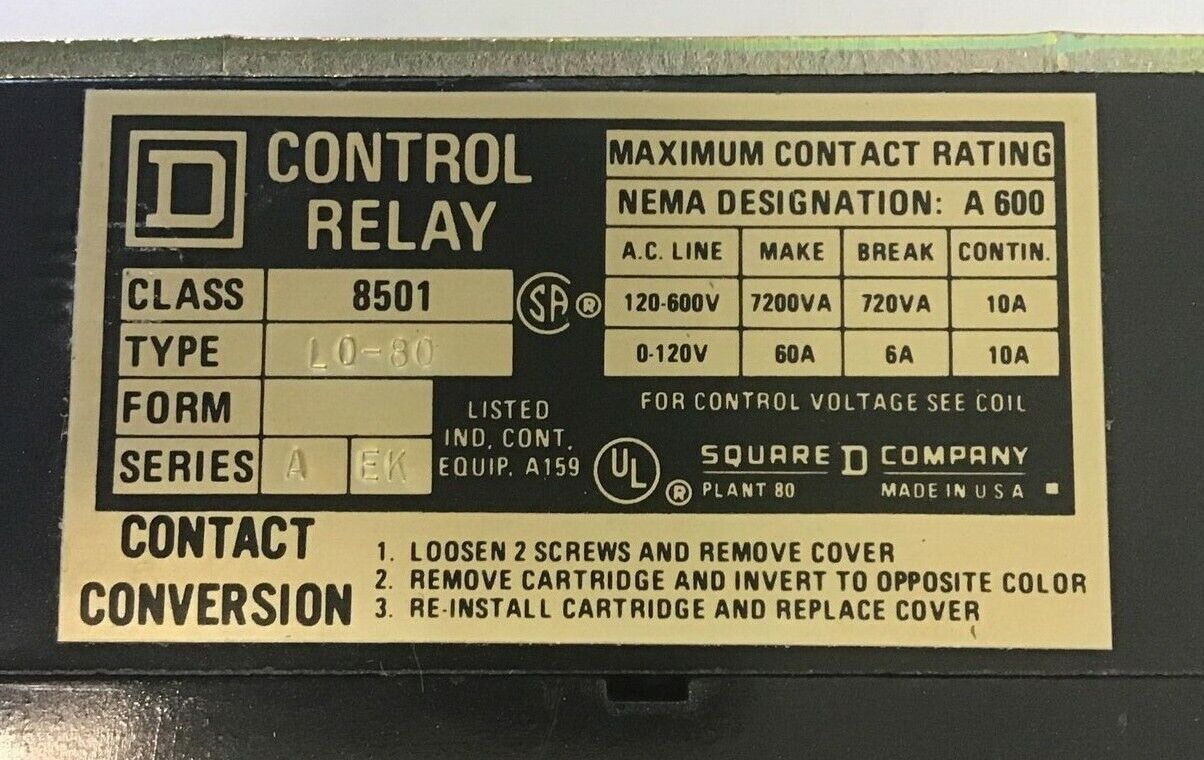 D
CONTROL
RELAY
CLASS 8501
TYPE LO-80
FORM
SERIES A EK
SA ®
LISTED
IND. CONT.
EQUIP. A159
UL ®
MAXIMUM CONTACT RATING
NEMA DESIGNATION: A 600
A.C. LINE MAKE BREAK CONTIN.
120-600V 7200VA 720VA 10A
0-120V 60A 6A 10A
FOR CONTROL VOLTAGE SEE COIL
SQUARE D COMPANY
PLANT 80 MADE IN U S A
CONTACT
CONVERSION
1. LOOSEN 2 SCREWS AND REMOVE COVER
2. REMOVE CARTRIDGE AND INVERT TO OPPOSITE COLOR
3. RE-INSTALL CARTRIDGE AND REPLACE COVER